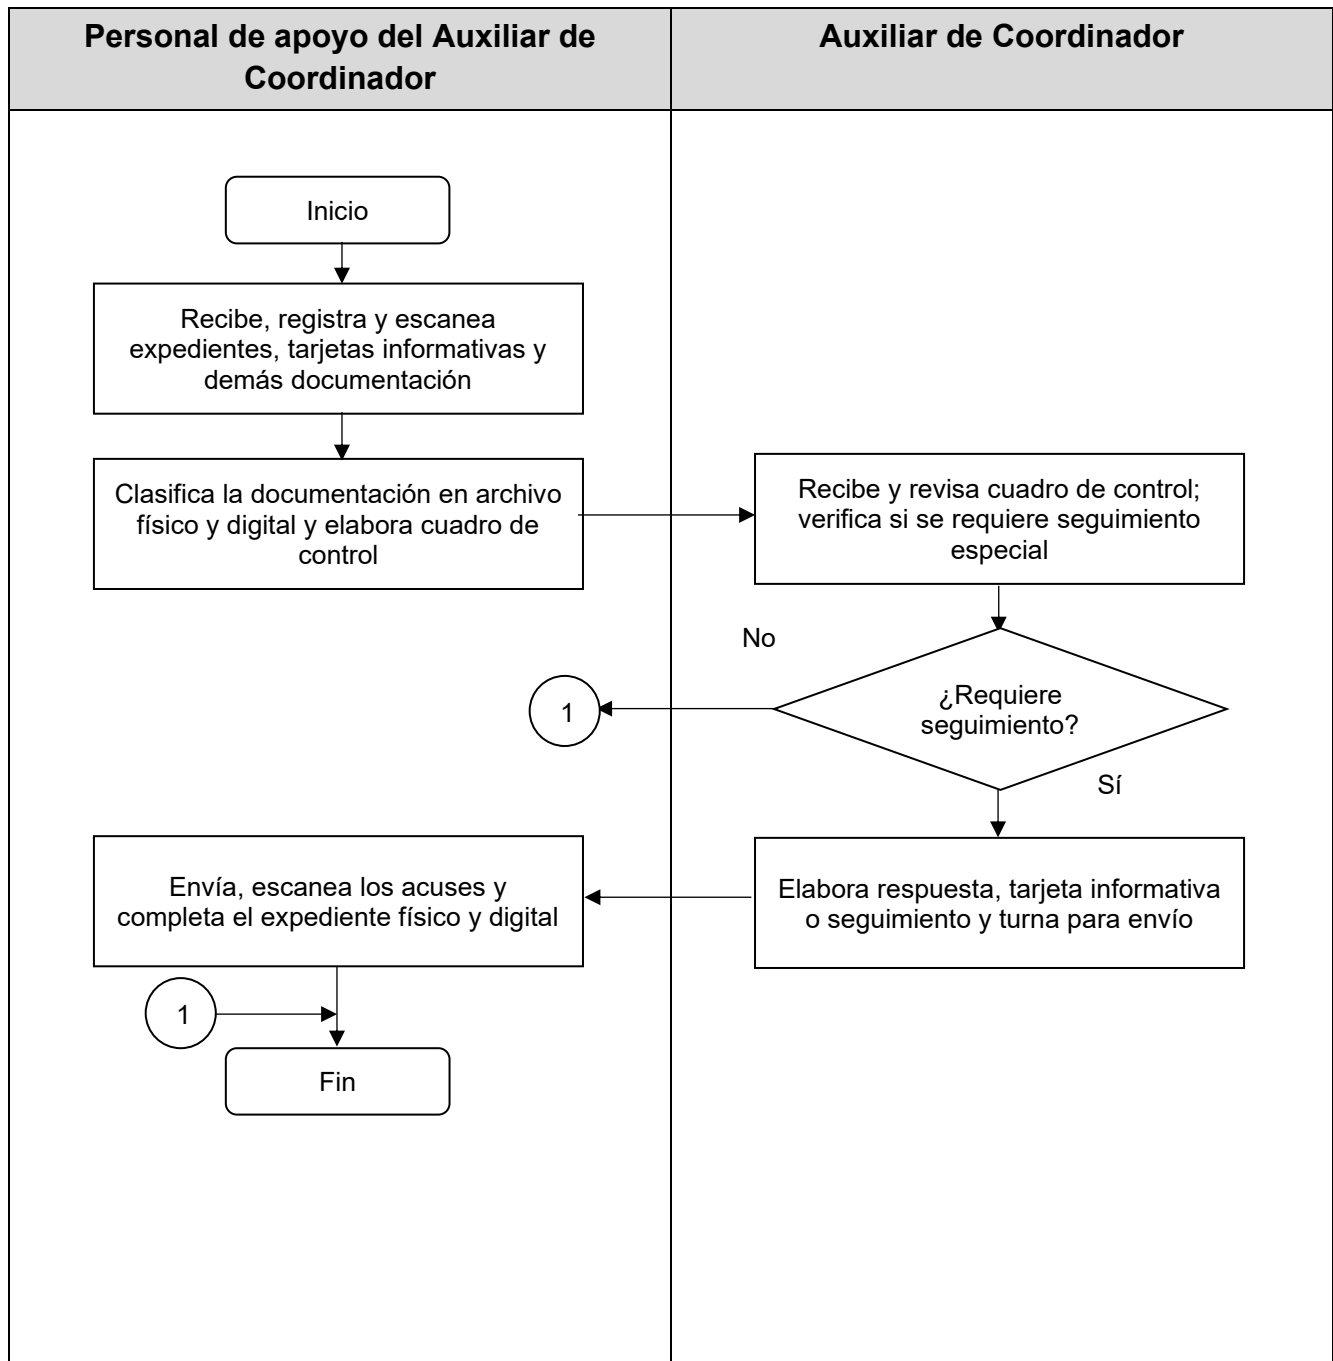 Personal de apoyo del Auxiliar de
Coordinador
Auxiliar de Coordinador
Inicio
Recibe, registra y escanea
expedientes, tarjetas informativas y
demás documentación
Clasifica la documentación en archivo
físico y digital y elabora cuadro de
control
Recibe y revisa cuadro de control;
verifica si se requiere seguimiento
especial
No
¿Requiere
seguimiento?
1
Sí
Elabora respuesta, tarjeta informativa
o seguimiento y turna para envío
Envía, escanea los acuses y
completa el expediente físico y digital
1
Fin